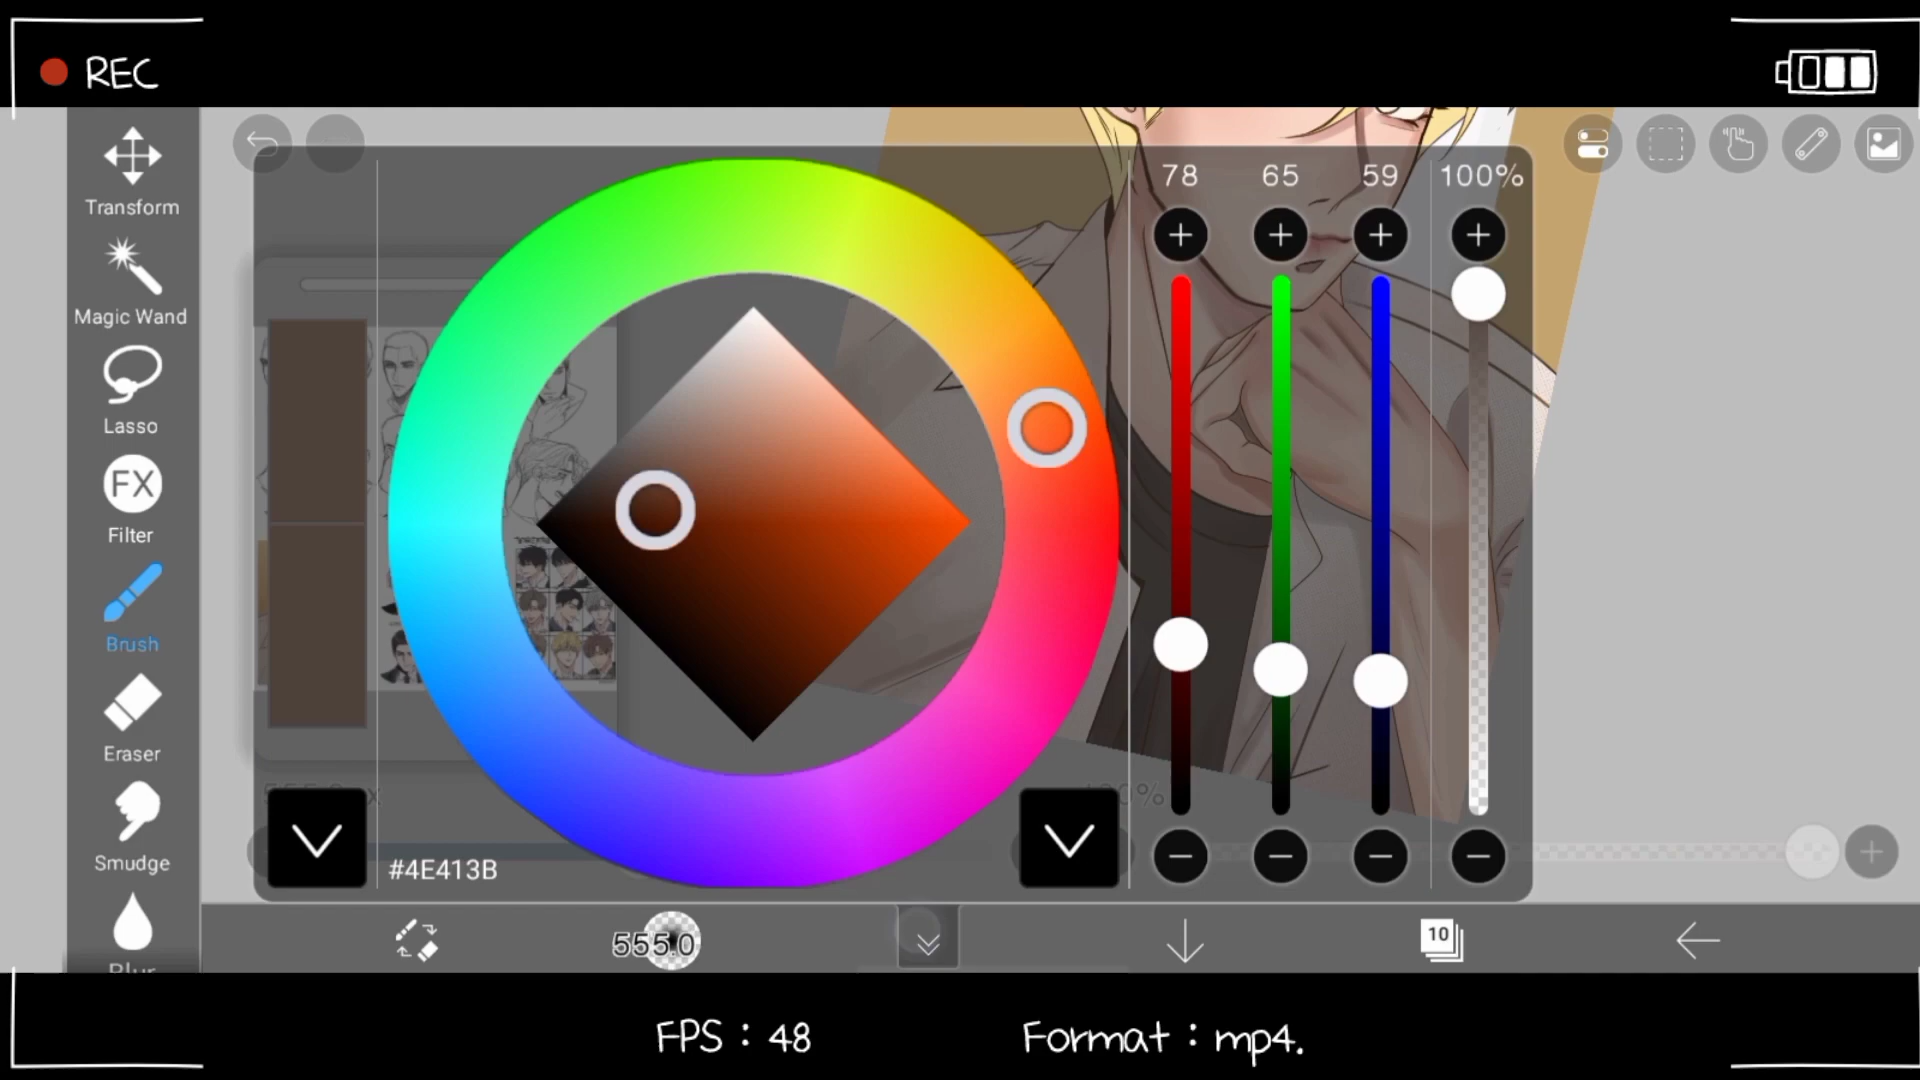 REC
Transform
Magic Wand
Lasso
FX
Filter
Brush
Eraser
Smudge
78 65 59 100%
#4E413B
555.0
10
FPS : 48
Format : mp4.